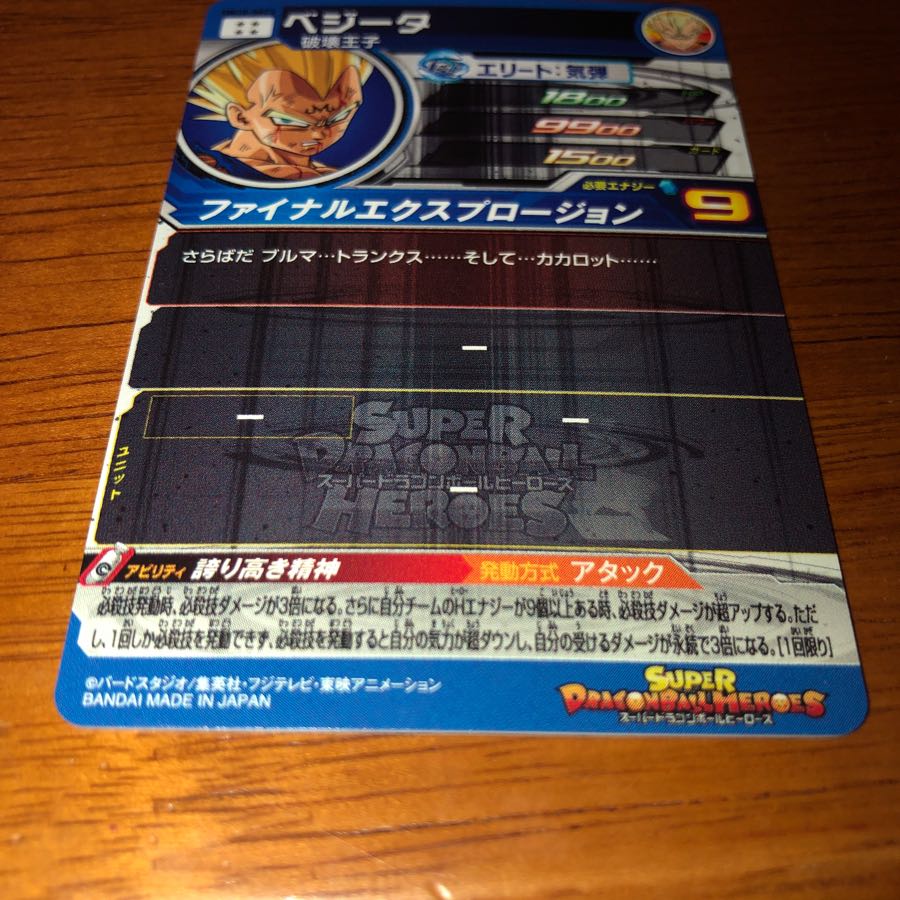 ベジータ
破壊王子
エリート:気弾
1800
9900
1500
ガード
必要エナジー
9
ファイナルエクスプロージョン
さらばだ ブルマ…トランクス……そして…カカロット……
ー
ー
ー
ユニット
ー
SUPER
DRAGONBALL
スーパードラゴンボールヒーローズ
HEROES
アビリティ 誇り高き精神
発動方式 アタック
必殺技発動時、必殺技ダメージが3倍になる。さらに自分チームのHエナジーが9個以上ある時、必殺技ダメージが超アップする。ただ
し、1回しか必殺技を発動できず、必殺技を発動すると自分の気力が超ダウンし、自分の受けるダメージが永続で3倍になる。[1回限り]
©バードスタジオ/集英社・フジテレビ・東映アニメーション
BANDAI MADE IN JAPAN
SUPER
DRAGONBALL HEROES
スーパードラゴンボールヒーローズ